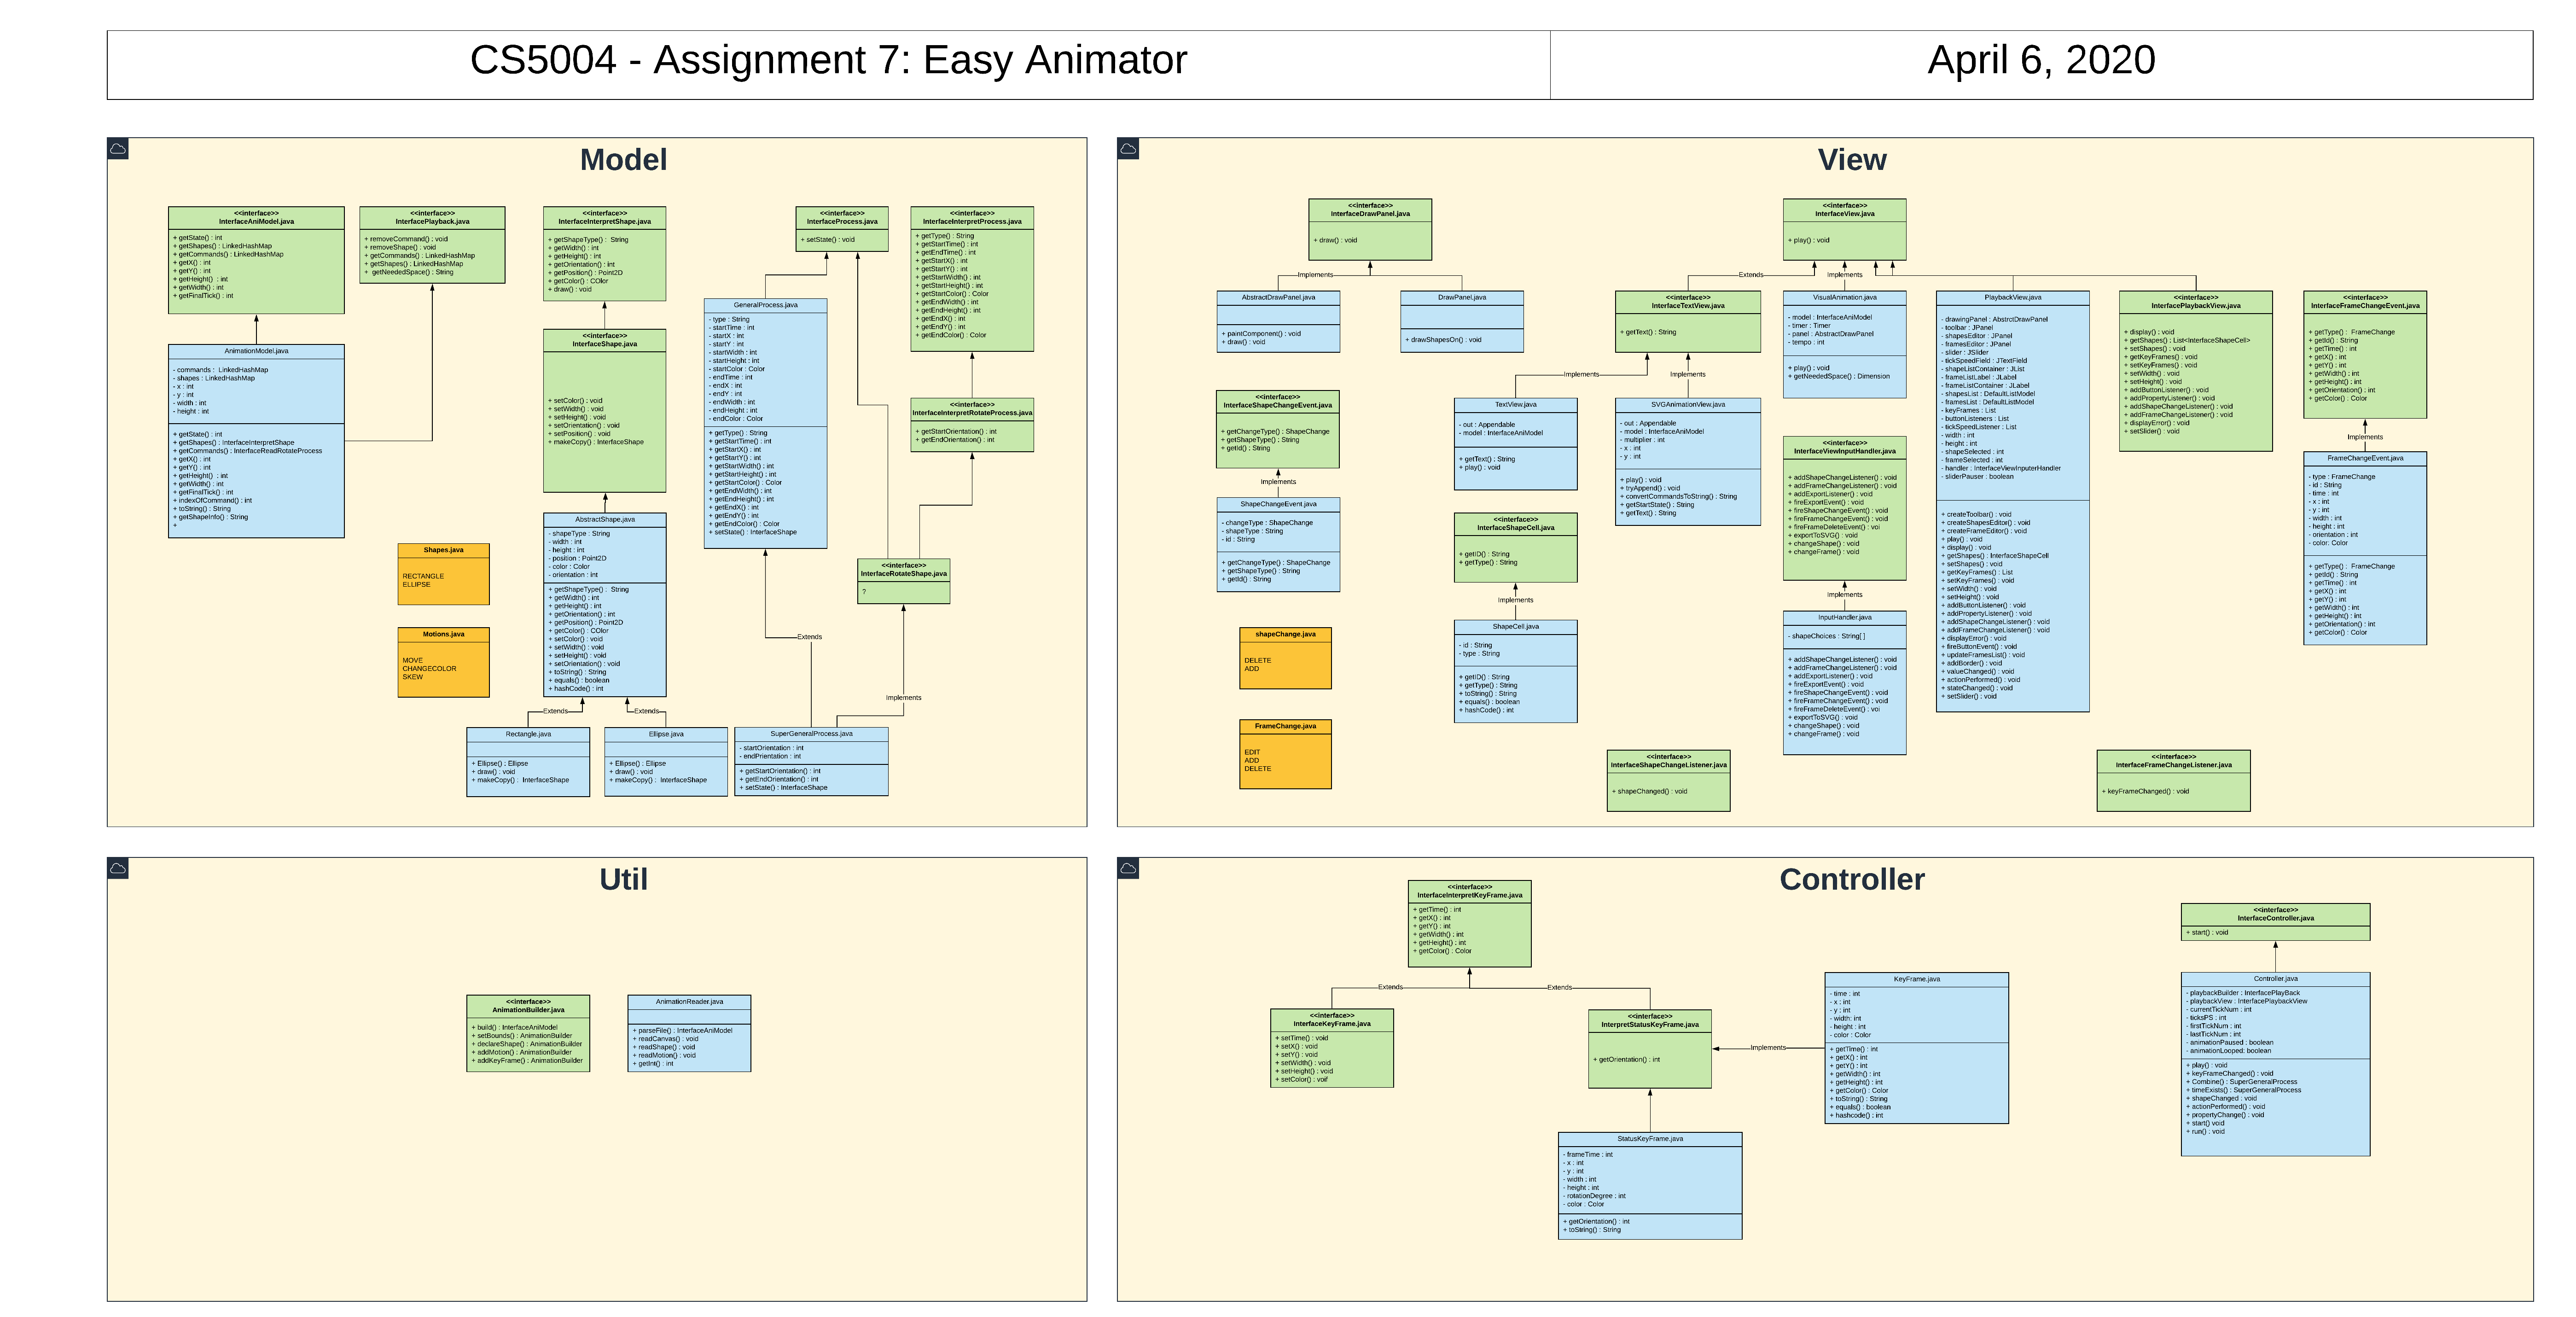 CS5004 - Assignment 7: Easy Animator
April 6, 2020
Model
<<interface>>
InterfaceAniModel.java
+ getState() : int
+ getShapes() : LinkedHashMap
+ getCommands() : LinkedHashMap
+ getX() : int
+ getY() : int
+ getHeight() : int
+ getWidth() : int
+ getFinalTick() : int
<<interface>>
InterfacePlayback.java
+ removeCommand() : void
+ removeShape() : void
+ getCommands() : LinkedHashMap
+ getShapes() : LinkedHashMap
+ getNeededSpace() : String
<<interface>>
InterfaceInterpretShape.java
+ getShapeType() : String
+ getWidth() : int
+ getHeight() : int
+ getOrientation() : int
+ getPosition() : Point2D
+ getColor() : COlor
+ draw() : void
<<interface>>
InterfaceProcess.java
+ setState() : void
<<interface>>
InterfaceInterpretProcess.java
+ getType() : String
+ getStartTime() : int
+ getEndTime() : int
+ getStartX() : int
+ getStartY() : int
+ getStartWidth() : int
+ getStartHeight() : int
+ getStartColor() : Color
+ getEndWidth() : int
+ getEndHeight() : int
+ getEndX() : int
+ getEndY() : int
+ getEndColor() : Color
AnimationModel.java
- commands : LinkedHashMap
- shapes : LinkedHashMap
- x : int
- y : int
- width : int
- height : int
+ getState() : int
+ getShapes() : InterfaceInterpretShape
+ getCommands() : InterfaceReadRotateProcess
+ getX() : int
+ getY() : int
+ getHeight() : int
+ getWidth() : int
+ getFinalTick() : int
+ indexOfCommand() : int
+ toString() : String
+ getShapeInfo() : String
+
<<interface>>
InterfaceShape.java
+ setColor() : void
+ setWidth() : void
+ setHeight() : void
+ setOrientation() : void
+ setPosition() : void
+ makeCopy() : InterfaceShape
GeneralProcess.java
- type : String
- startTime : int
- startX : int
- startY : int
- startWidth : int
- startHeight : int
- startColor : Color
- endTime : int
- endX : int
- endY : int
- endWidth : int
- endHeight : int
- endColor : Color
+ getType() : String
+ getStartTime() : int
+ getStartX() : int
+ getStartY() : int
+ getStartWidth() : int
+ getStartHeight() : int
+ getStartColor() : Color
+ getEndWidth() : int
+ getEndHeight() : int
+ getEndX() : int
+ getEndY() : int
+ getEndColor() : Color
+ setState() : InterfaceShape
<<interface>>
InterfaceInterpretRotateProcess.java
+ getStartOrientation() : int
+ getEndOrientation() : int
AbstractShape.java
- shapeType : String
- width : int
- height : int
- position : Point2D
- color : Color
- orientation : int
+ getShapeType() : String
+ getWidth() : int
+ getHeight() : int
+ getOrientation() : int
+ getPosition() : Point2D
+ getColor() : COlor
+ setColor() : void
+ setWidth() : void
+ setHeight() : void
+ setOrientation() : void
+ toString() : String
+ equals() : boolean
+ hashCode() : int
Shapes.java
RECTANGLE
ELLIPSE
Motions.java
MOVE
CHANGECOLOR
SKEW
<<interface>>
InterfaceRotateShape.java
?
Extends
Implements
Extends
Extends
Rectangle.java
+ Ellipse() : Ellipse
+ draw() : void
+ makeCopy() : InterfaceShape
Ellipse.java
+ Ellipse() : Ellipse
+ draw() : void
+ makeCopy() : InterfaceShape
SuperGeneralProcess.java
- startOrientation : int
- endPrientation : int
+ getStartOrientation() : int
+ getEndOrientation() : int
+ setState() : InterfaceShape
View
<<interface>>
InterfaceDrawPanel.java
+ draw() : void
<<interface>>
InterfaceView.java
+ play() : void
Implements
Extends
Implements
AbstractDrawPanel.java
+ paintComponent() : void
+ draw() : void
DrawPanel.java
+ drawShapesOn() : void
<<interface>>
InterfaceTextView.java
+ getText() : String
VisualAnimation.java
- model : InterfaceAniModel
- timer : Timer
- panel : AbstractDrawPanel
- tempo : int
+ play() : void
+ getNeededSpace() : Dimension
PlaybackView.java
- drawingPanel : AbstrctDrawPanel
- toolbar : JPanel
- shapesEditor : JPanel
- framesEditor : JPanel
- slider : JSlider
- tickSpeedField : JTextField
- shapeListContainer : JList
- frameListLabel : JLabel
- frameListContainer : JLabel
- shapesList : DefaultListModel
- framesList : DefaultListModel
- keyFrames : List
- buttonListeners : List
- tickSpeedListener : List
- width : int
- height : int
- shapeSelected : int
- frameSelected : int
- handler : InterfaceViewInputerHandler
- sliderPauser : boolean
+ createToolbar() : void
+ createShapesEditor() : void
+ createFrameEditor() : void
+ play() : void
+ display() : void
+ getShapes() : InterfaceShapeCell
+ setShapes() : void
+ getKeyFrames() : List
+ setKeyFrames() : void
+ setWidth() : void
+ setHeight() : void
+ addButtonListener() : void
+ addPropertyListener() : void
+ addShapeChangeListener() : void
+ addFrameChangeListener() : void
+ displayError() : void
+ fireButtonEvent() : void
+ updateFramesList() : void
+ addBorder() : void
+ valueChanged() : void
+ actionPerformed() : void
+ stateChanged() : void
+ setSlider() : void
<<interface>>
InterfacePlaybackView.java
+ display() : void
+ getShapes() : List<InterfaceShapeCell>
+ setShapes() : void
+ getKeyFrames() : void
+ setKeyFrames() : void
+ setWidth() : void
+ setHeight() : void
+ addButtonListener() : void
+ addPropertyListener() : void
+ addShapeChangeListener() : void
+ addFrameChangeListener() : void
+ displayError() : void
+ setSlider() : void
<<interface>>
InterfaceFrameChangeEvent.java
+ getType() : FrameChange
+ getId() : String
+ getTime() : int
+ getX() : int
+ getY() : int
+ getWidth() : int
+ getHeight() : int
+ getOrientation() : int
+ getColor() : Color
Implements
Implements
Implements
<<interface>>
InterfaceShapeChangeEvent.java
+ getChangeType() : ShapeChange
+ getShapeType() : String
+ getId() : String
Implements
ShapeChangeEvent.java
- changeType : ShapeChange
- shapeType : String
- id : String
+ getChangeType() : ShapeChange
+ getShapeType() : String
+ getId() : String
TextView.java
- out : Appendable
- model : InterfaceAniModel
+ getText() : String
+ play() : void
SVGAnimationView.java
- out : Appendable
- model : InterfaceAniModel
- multiplier : int
- x : int
- y : int
+ play() : void
+ tryAppend() : void
+ convertCommandsToString() : String
+ getStartState() : String
+ getText() : String
<<interface>>
InterfaceViewInputHandler.java
+ addShapeChangeListener() : void
+ addFrameChangeListener() : void
+ addExportListener() : void
+ fireExportEvent() : void
+ fireShapeChangeEvent() : void
+ fireFrameChangeEvent() : void
+ fireFrameDeleteEvent() : voi
+ exportToSVG() : void
+ changeShape() : void
+ changeFrame() : void
Implements
InputHandler.java
- shapeChoices : String[ ]
+ addShapeChangeListener() : void
+ addFrameChangeListener() : void
+ addExportListener() : void
+ fireExportEvent() : void
+ fireShapeChangeEvent() : void
+ fireFrameChangeEvent() : void
+ fireFrameDeleteEvent() : voi
+ exportToSVG() : void
+ changeShape() : void
+ changeFrame() : void
FrameChangeEvent.java
- type : FrameChange
- id : String
- time : int
- x : int
- y : int
- width : int
- height : int
- orientation : int
- color: Color
+ getType() : FrameChange
+ getId() : String
+ getTime() : int
+ getX() : int
+ getY() : int
+ getWidth() : int
+ getHeight() : int
+ getOrientation() : int
+ getColor() : Color
<<interface>>
InterfaceShapeCell.java
+ getID() : String
+ getType() : String
Implements
ShapeCell.java
- id : String
- type : String
+ getID() : String
+ getType() : String
+ toString() : String
+ equals() : boolean
+ hashCode() : int
shapeChange.java
DELETE
ADD
FrameChange.java
EDIT
ADD
DELETE
<<interface>>
InterfaceShapeChangeListener.java
+ shapeChanged() : void
<<interface>>
InterfaceFrameChangeListener.java
+ keyFrameChanged() : void
Util
<<interface>>
AnimationBuilder.java
+ build() : InterfaceAniModel
+ setBounds() : AnimationBuilder
+ declareShape() : AnimationBuilder
+ addMotion() : AnimationBuilder
+ addKeyFrame() : AnimationBuilder
AnimationReader.java
+ parseFile() : InterfaceAniModel
+ readCanvas() : void
+ readShape() : void
+ readMotion() : void
+ getInt() : int
Controller
<<interface>>
InterfaceInterpretKeyFrame.java
+ getTime() : int
+ getX() : int
+ getY() : int
+ getWidth() : int
+ getHeight() : int
+ getColor() : Color
Extends
Extends
<<interface>>
InterfaceKeyFrame.java
+ setTime() : void
+ setX() : void
+ setY() : void
+ setWidth() : void
+ setHeight() : void
+ setColor() : voif
<<interface>>
InterpretStatusKeyFrame.java
+ getOrientation() : int
Implements
KeyFrame.java
- time : int
- x : int
- y : int
- width: int
- height : int
- color : Color
+ getTime() : int
+ getX() : int
+ getY() : int
+ getWidth() : int
+ getHeight() : int
+ getColor() : Color
+ toString() : String
+ equals() : boolean
+ hashcode() : int
StatusKeyFrame.java
- frameTime : int
- x : int
- y : int
- width : int
- height : int
- rotationDegree : int
- color : Color
+ getOrientation() : int
+ toString() : String
<<interface>>
InterfaceController.java
+ start() : void
Controller.java
- playbackBuilder : InterfacePlayBack
- playbackView : InterfacePlaybackView
- currentTickNum : int
- ticksPS : int
- firstTickNum : int
- lastTickNum : int
- animationPaused : boolean
- animationLooped: boolean
+ play() : void
+ keyFrameChanged() : void
+ Combine() : SuperGeneralProcess
+ timeExists() : SuperGeneralProcess
+ shapeChanged : void
+ actionPerformed() : void
+ propertyChange() : void
+ start() void
+ run() : void